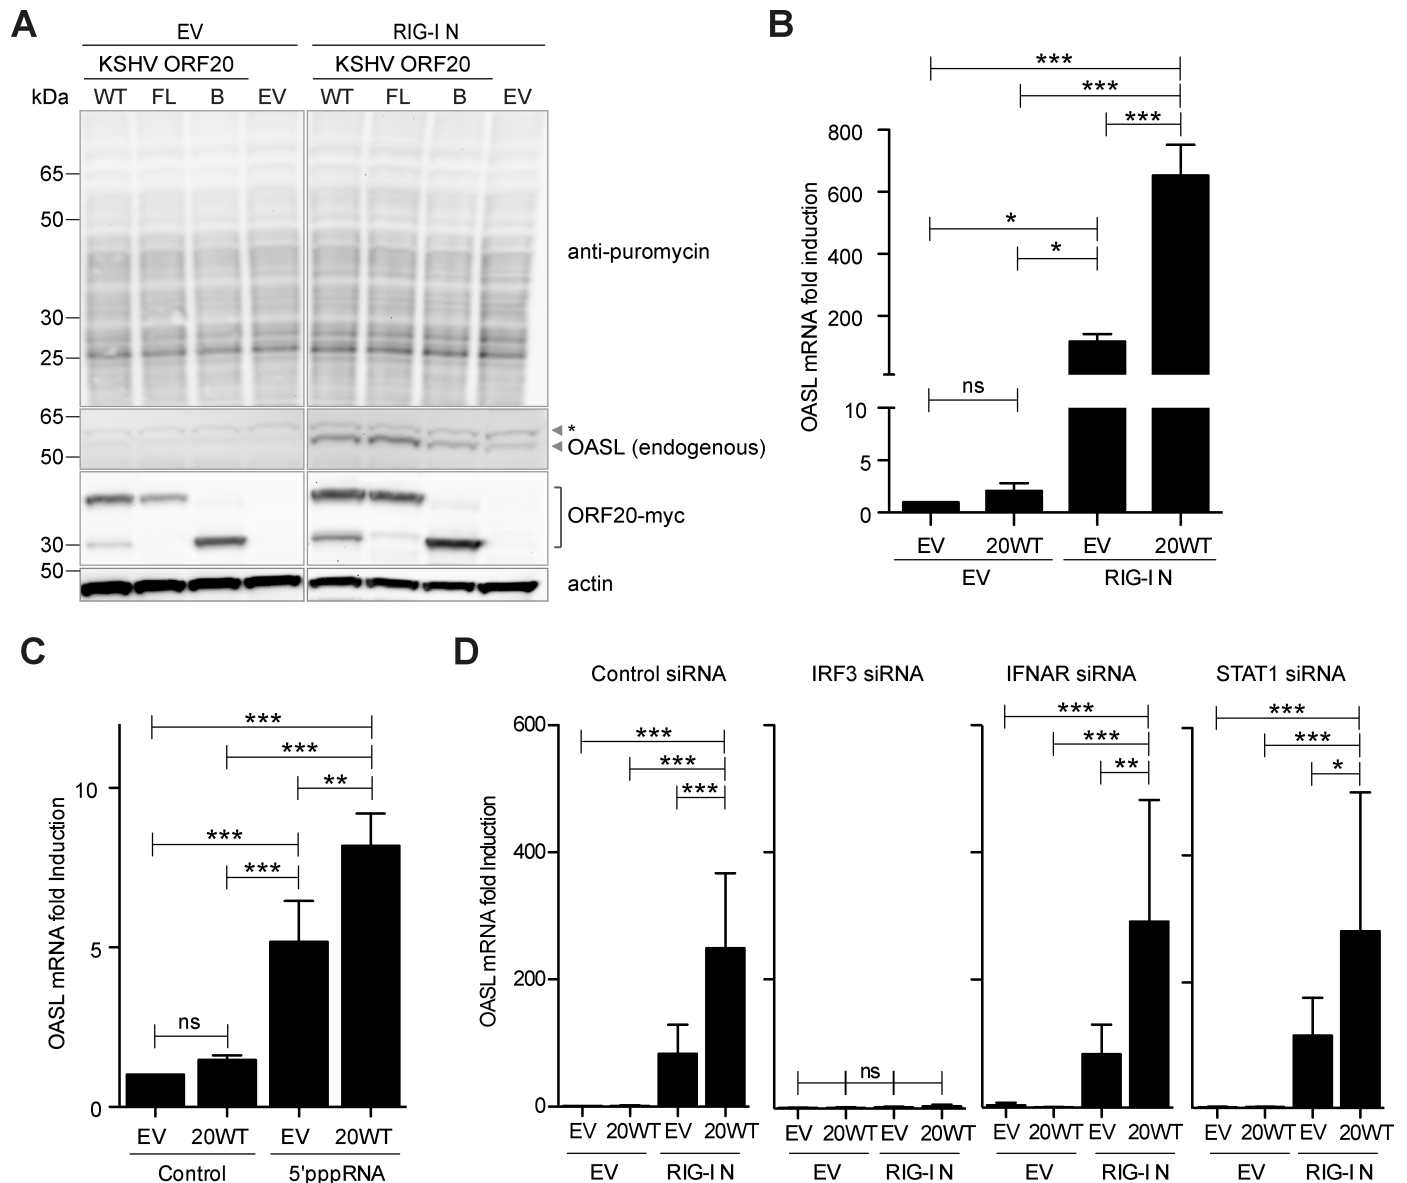 A
EV RIG-I N
KSHV ORF20 KSHV ORF20
kDa WT FL B EV WT FL B EV
65
50
anti-puromycin
30
25
65
*
OASL (endogenous)
50
ORF20-myc
30
50
actin
B
***
***
***
800
600
*
400
*
200
ns
10
5
0
OASL mRNA fold induction
EV 20WT EV 20WT
EV RIG-I N
C
***
***
**
10
***
***
5
ns
0
OASL mRNA fold Induction
EV 20WT EV 20WT
Control 5'pppRNA
D
Control siRNA IRF3 siRNA IFNAR siRNA STAT1 siRNA
600
*** *** ***
*** *** ***
*** ** *
400
200
ns
0
OASL mRNA fold Induction
EV 20WT EV 20WT EV 20WT EV 20WT EV 20WT EV 20WT EV 20WT EV 20WT
EV RIG-I N EV RIG-I N EV RIG-I N EV RIG-I N